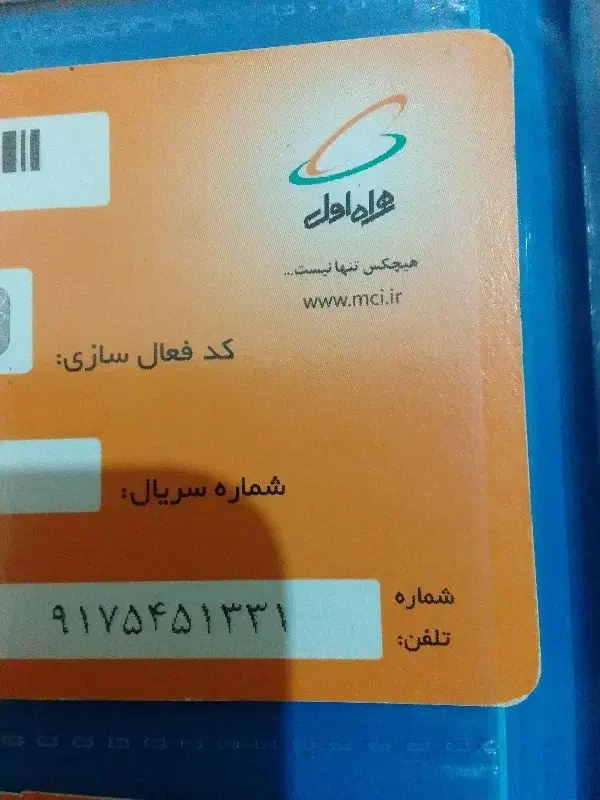 همراه اول
هیچکس تنها نیست...
www.mci.ir
کد فعال سازی:
شماره سریال:
شماره
تلفن:
۹۱۷۵۴۵۱۳۳۱